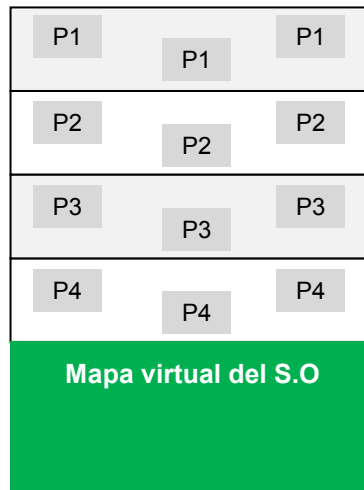 P1 P1
P1
P2 P2
P2
P3 P3
P3
P4 P4
P4
Mapa virtual del S.O